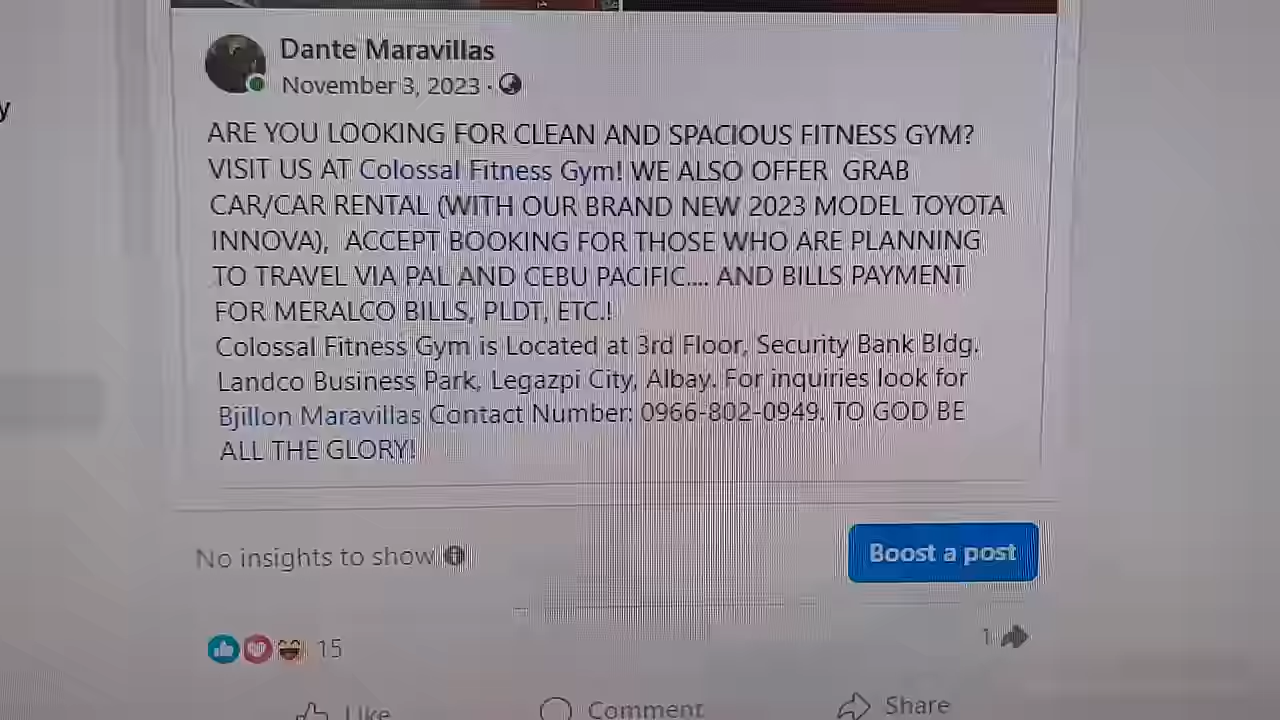 y
Dante Maravillas
November 3, 2023 ·
ARE YOU LOOKING FOR CLEAN AND SPACIOUS FITNESS GYM?
VISIT US AT Colossal Fitness Gym! WE ALSO OFFER GRAB
CAR/CAR RENTAL (WITH OUR BRAND NEW 2023 MODEL TOYOTA
INNOVA), ACCEPT BOOKING FOR THOSE WHO ARE PLANNING
TO TRAVEL VIA PAL AND CEBU PACIFIC.... AND BILLS PAYMENT
FOR MERALCO BILLS, PLDT, ETC.!
Colossal Fitness Gym is Located at 3rd Floor, Security Bank Bldg.
Landco Business Park, Legazpi City, Albay. For inquiries look for
Bjillon Maravillas Contact Number: 0966-802-0949. TO GOD BE
ALL THE GLORY!
No insights to show
Boost a post
15
1
Like
Comment
Share